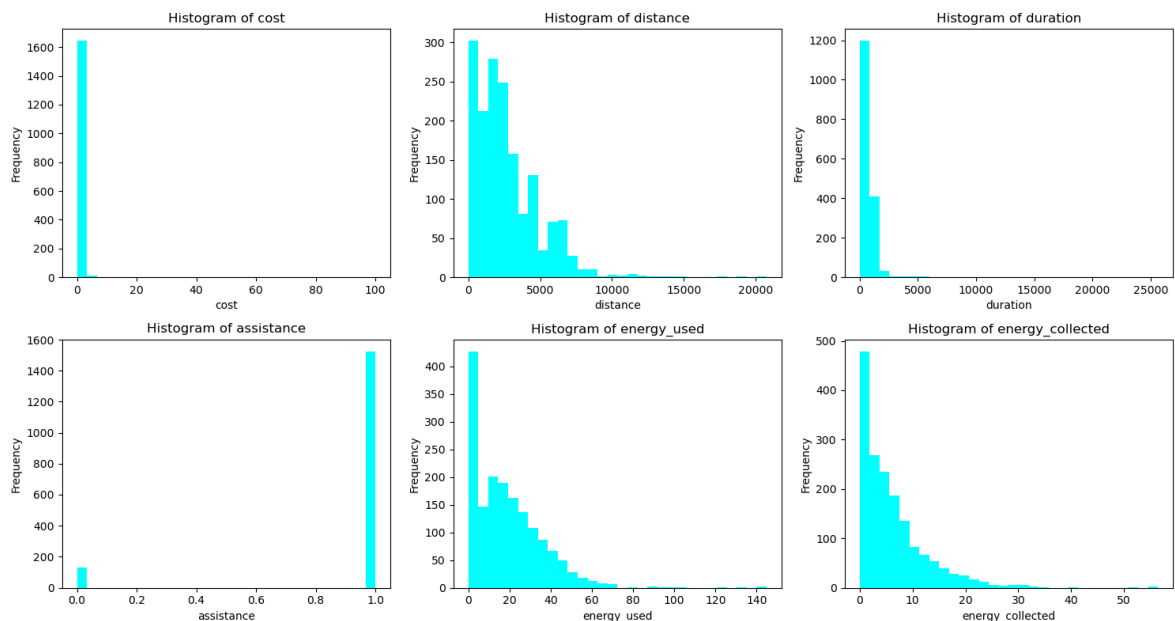 Histogram of cost
1600
1400
1200
1000
800
600
400
200
0
Frequency
0 20 40 60 80 100
cost
Histogram of distance
300
250
200
150
100
50
0
Frequency
0 5000 10000 15000 20000
distance
Histogram of duration
1200
1000
800
600
400
200
0
Frequency
0 5000 10000 15000 20000 25000
duration
Histogram of assistance
1600
1400
1200
1000
800
600
400
200
0
Frequency
0.0 0.2 0.4 0.6 0.8 1.0
assistance
Histogram of energy_used
400
350
300
250
200
150
100
50
0
Frequency
0 20 40 60 80 100 120 140
energy_used
Histogram of energy_collected
500
400
300
200
100
0
Frequency
0 10 20 30 40 50
energy_collected